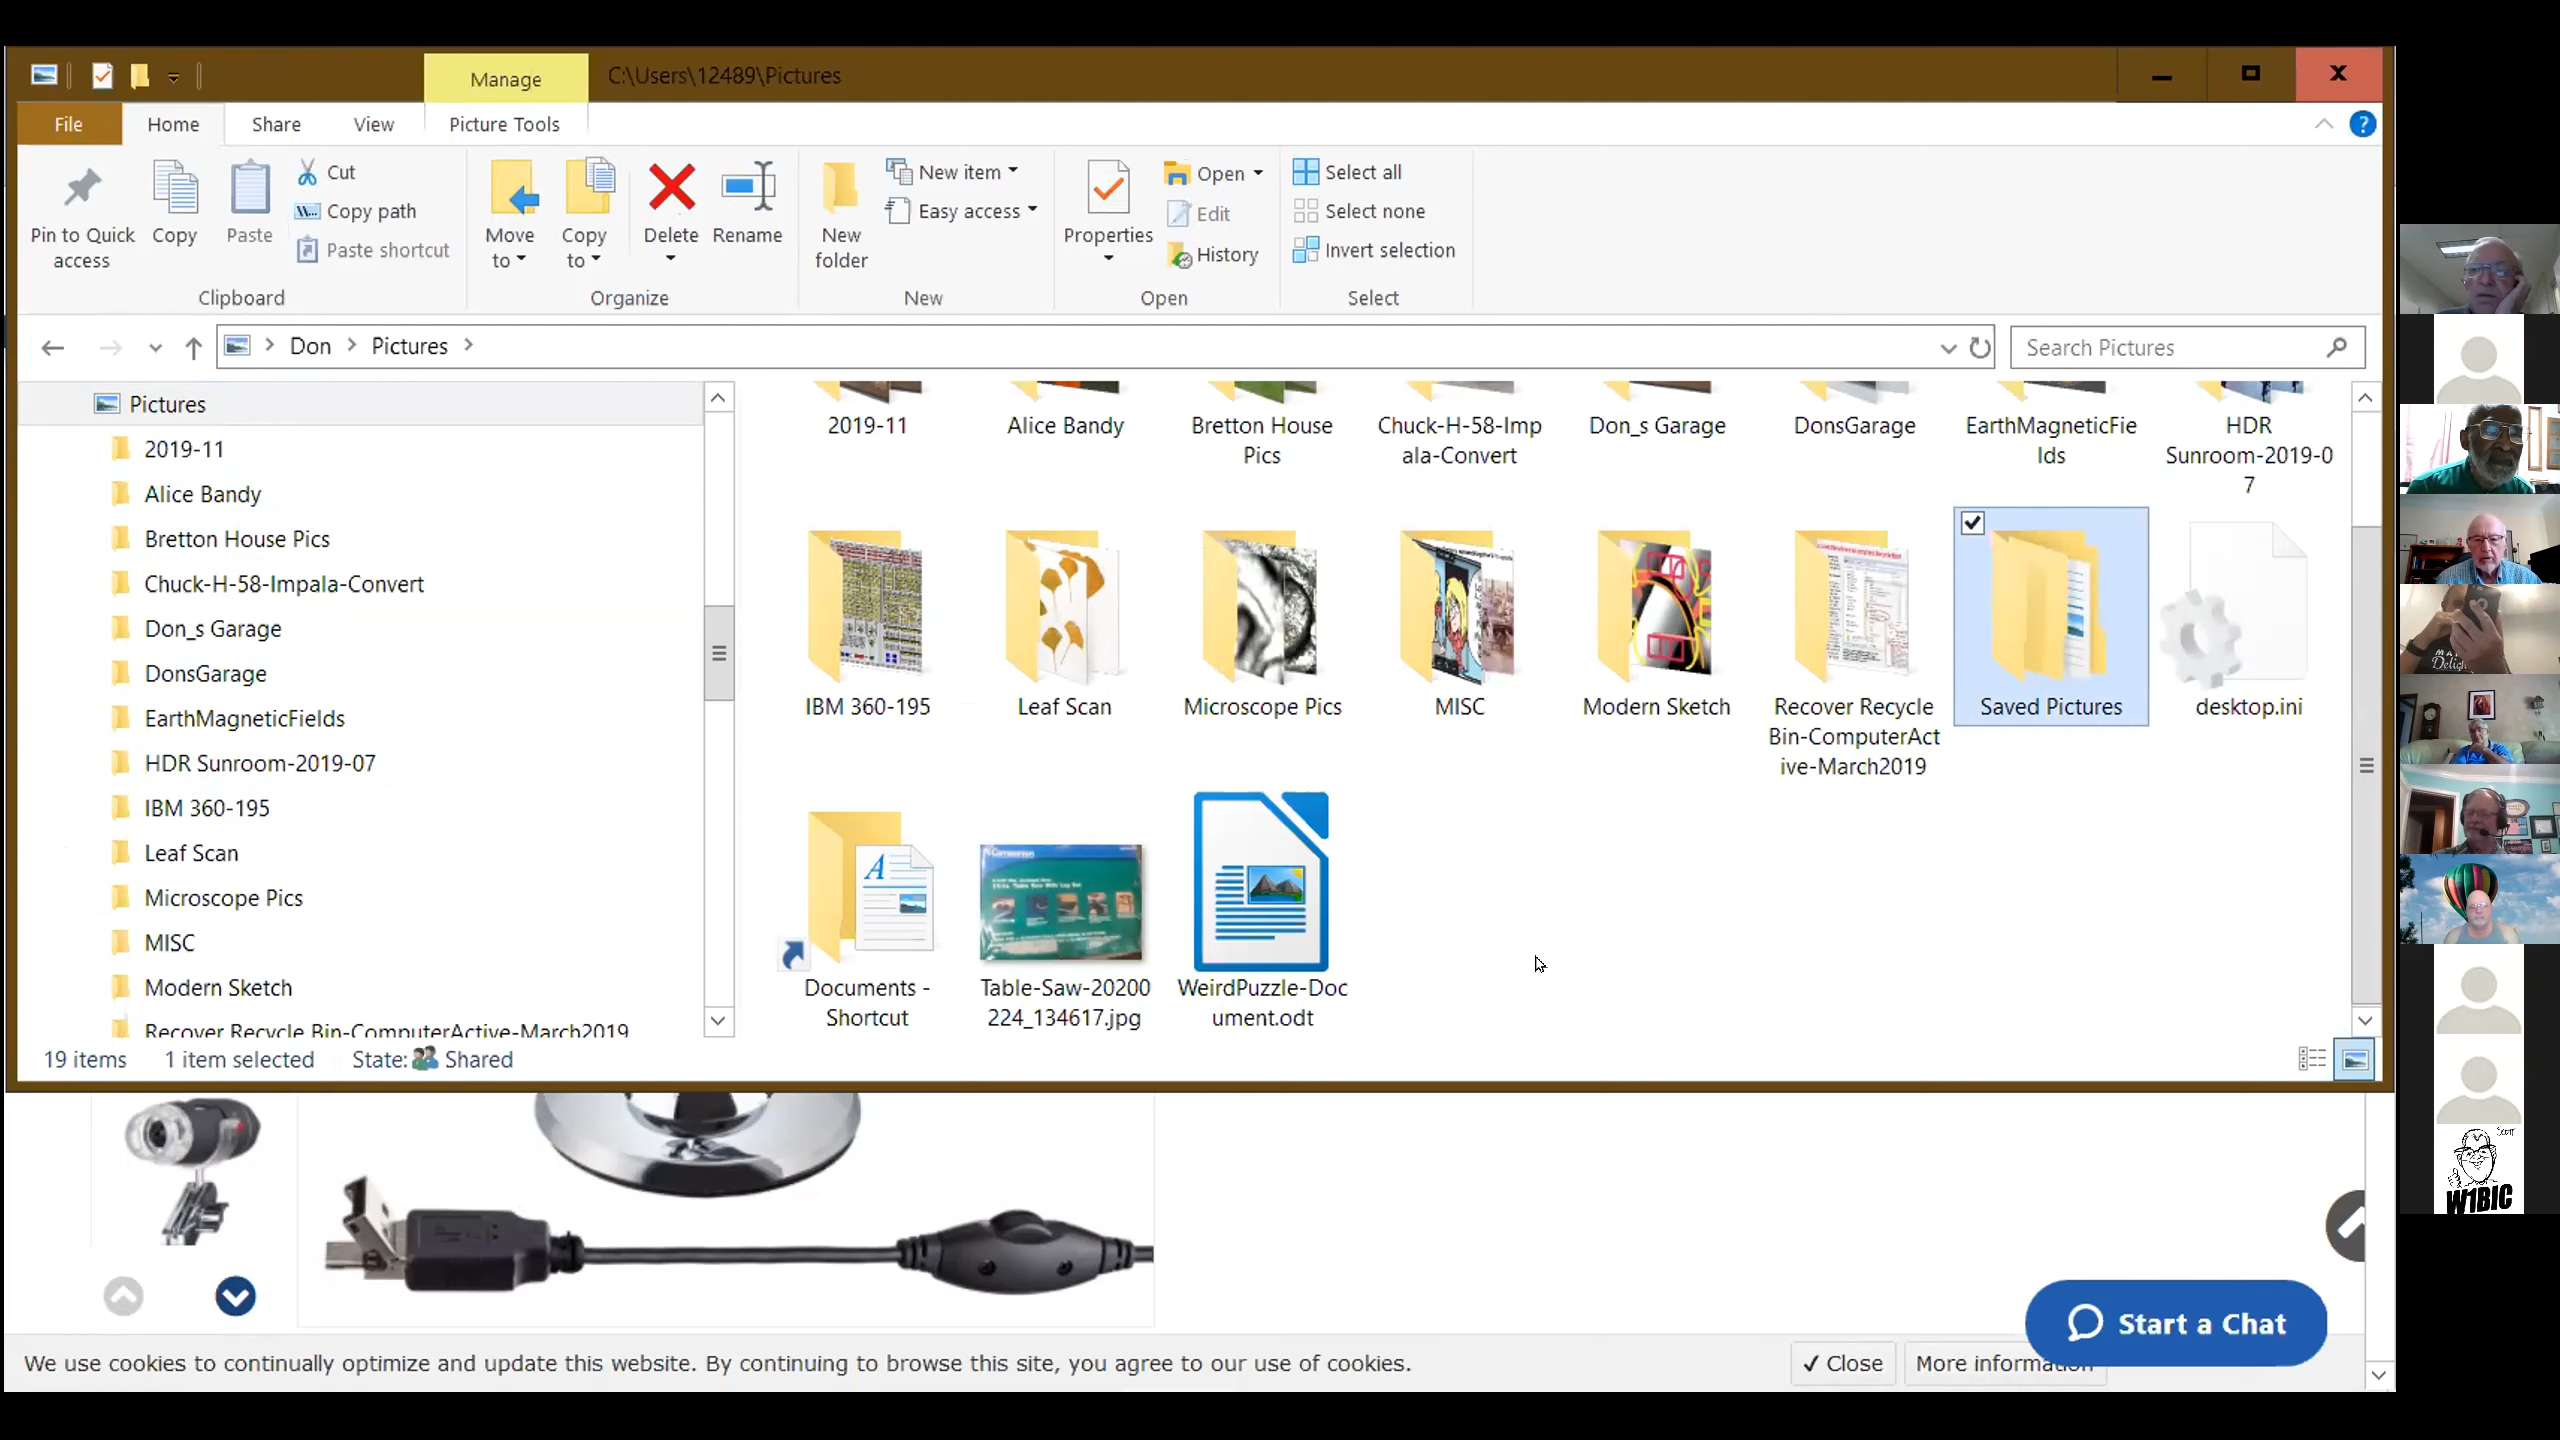 Manage
C:\Users\12489\Pictures
File
Home
Share
View
Picture Tools
Pin to Quick
access
Copy
Paste
Cut
Copy path
Paste shortcut
Clipboard
Move
to
Copy
to
Delete
Rename
Organize
New
folder
New item
Easy access
New
Properties
Open
Edit
History
Open
Select all
Select none
Invert selection
Select
Don
Pictures
Search Pictures
Pictures
2019-11
Alice Bandy
Bretton House Pics
Chuck-H-58-Impala-Convert
Don_s Garage
DonsGarage
EarthMagneticFields
HDR Sunroom-2019-07
IBM 360-195
Leaf Scan
Microscope Pics
MISC
Modern Sketch
Recover Recycle Bin-ComputerActive-March2019
2019-11
Alice Bandy
Bretton House
Pics
Chuck-H-58-Imp
ala-Convert
Don_s Garage
DonsGarage
EarthMagneticFie
lds
HDR
Sunroom-2019-0
7
IBM 360-195
Leaf Scan
Microscope Pics
MISC
Modern Sketch
Recover Recycle
Bin-ComputerAct
ive-March2019
Saved Pictures
desktop.ini
Documents -
Shortcut
Table-Saw-20200
224_134617.jpg
WeirdPuzzle-Doc
ument.odt
19 items
1 item selected
State:
Shared
We use cookies to continually optimize and update this website. By continuing to browse this site, you agree to our use of cookies.
✓ Close
More information
Start a Chat
Scott
W1BIC